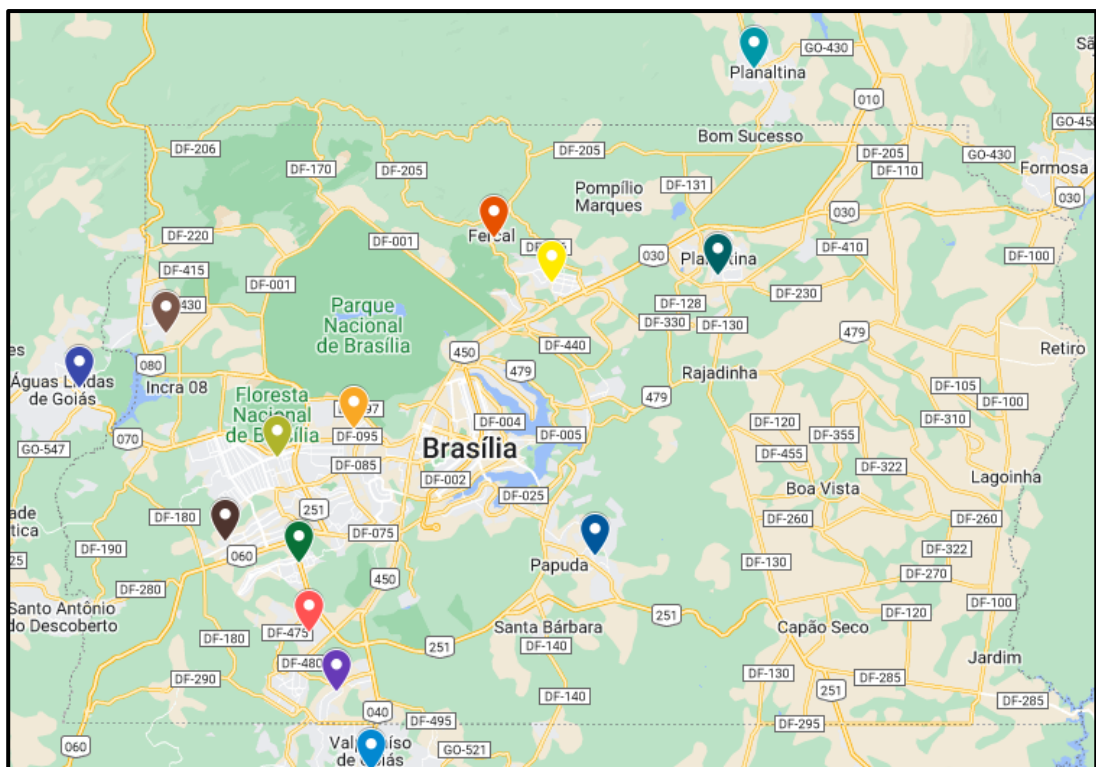 GO-430
Planaltina
010
Bom Sucesso
GO-430
Formosa
030
DF-206
DF-170
DF-205
DF-205
DF-205
DF-110
DF-131
Pompílio
Marques
030
DF-220
DF-001
Fercal
030
Planaltina
DF-410
DF-100
DF-415
DF-001
DF-230
430
DF-128
DF-330
DF-130
Parque
Nacional
de Brasília
479
DF-440
450
479
Retiro
080
Águas Lindas
de Goiás
Incra 08
Rajadinha
DF-105
DF-100
479
DF-310
Floresta
Nacional
de Brasília
DF-004
DF-005
DF-120
DF-355
070
DF-095
GO-547
DF-085
Brasília
DF-455
DF-322
DF-002
DF-025
Boa Vista
Lagoinha
251
DF-180
DF-075
DF-260
DF-260
DF-190
060
DF-322
Papuda
DF-130
DF-270
450
DF-280
Santo Antônio
do Descoberto
DF-100
DF-120
251
DF-475
DF-180
251
Santa Bárbara
Capão Seco
DF-140
DF-480
Jardim
DF-290
DF-130
DF-285
DF-140
251
DF-285
040
DF-495
DF-295
060
Valparaíso
de Goiás
GO-521